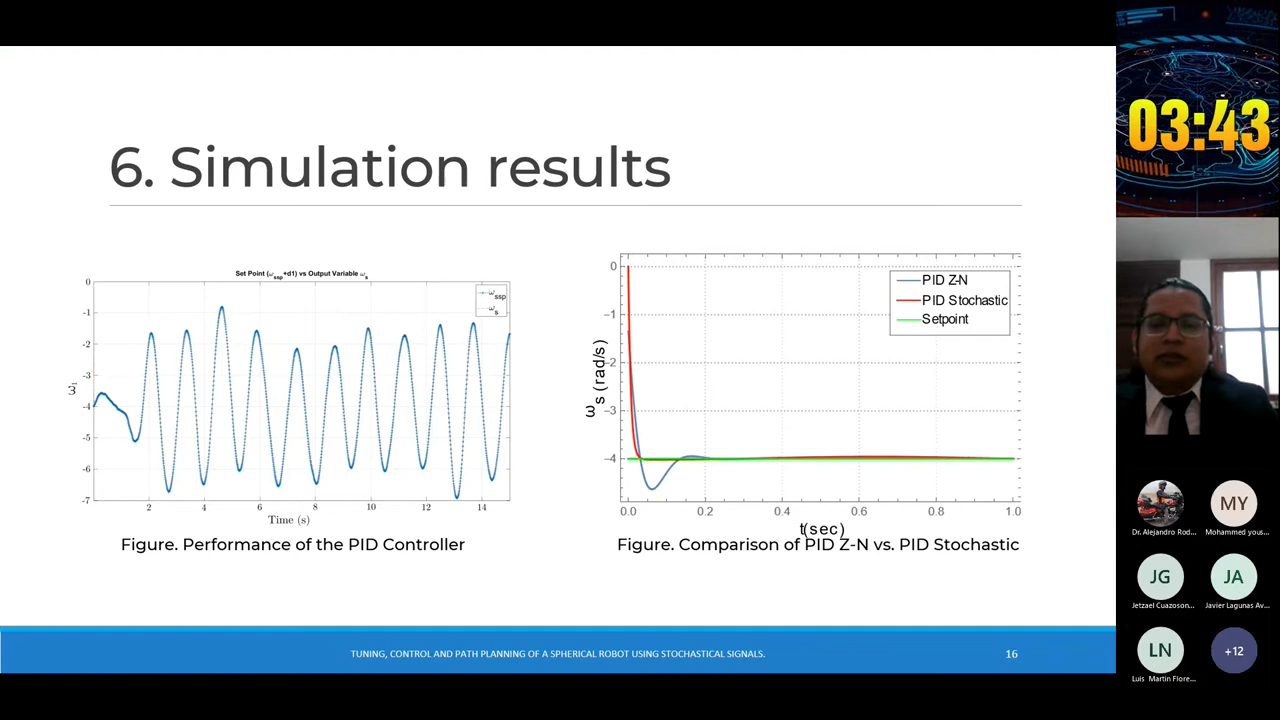 6. Simulation results
Set Point (ω_ssp+d1) vs Output Variable ω_s
0
-1
-2
-3
-4
-5
-6
-7
ω_i
ω_ssp
ω_s
2
4
6
8
10
12
14
Time (s)
Figure. Performance of the PID Controller
0
-1
-2
-3
-4
ω_s (rad/s)
PID Z-N
PID Stochastic
Setpoint
0.0
0.2
0.4
0.6
0.8
1.0
t(sec)
Figure. Comparison of PID Z-N vs. PID Stochastic
TUNING, CONTROL AND PATH PLANNING OF A SPHERICAL ROBOT USING STOCHASTICAL SIGNALS.
16
03:43
Dr. Alejandro Rod...
MY
Mohammed yous...
JG
Jetzael Cuazoson...
JA
Javier Lagunas Av...
LN
Luis Martin Flore...
+12